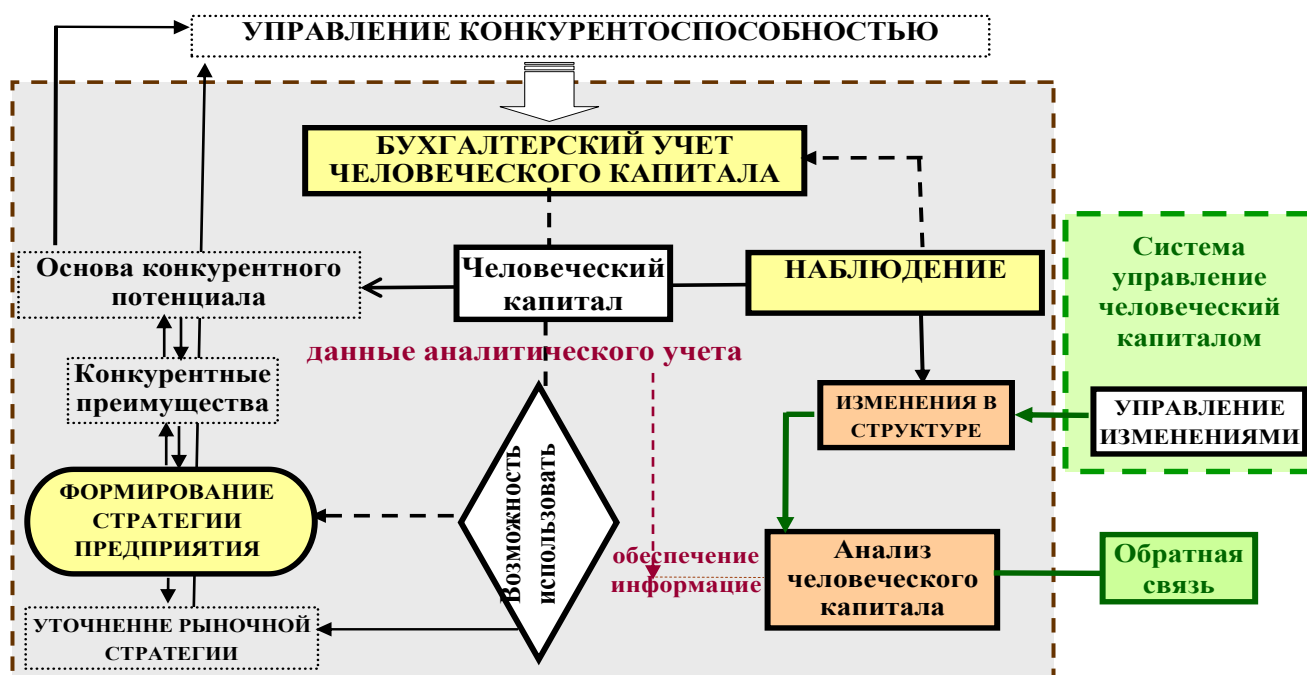 УПРАВЛЕНИЕ КОНКУРЕНТОСПОСОБНОСТЬЮ
БУХГАЛТЕРСКИЙ УЧЕТ
ЧЕЛОВЕЧЕСКОГО КАПИТАЛА
Основа конкурентного
потенциала
Человеческий
капитал
НАБЛЮДЕНИЕ
Система
управление
человеческий
капиталом
данные аналитического учета
Конкурентные
преимущества
ИЗМЕНЕНИЯ В
СТРУКТУРЕ
УПРАВЛЕНИЕ
ИЗМЕНЕНИЯМИ
ФОРМИРОВАНИЕ
СТРАТЕГИИ
ПРЕДПРИЯТИЯ
Возможность
использовать
обеспечение
информацие
Анализ
человеческого
капитала
Обратная
связь
УТОЧНЕННЕ РЫНОЧНОЙ
СТРАТЕГИИ